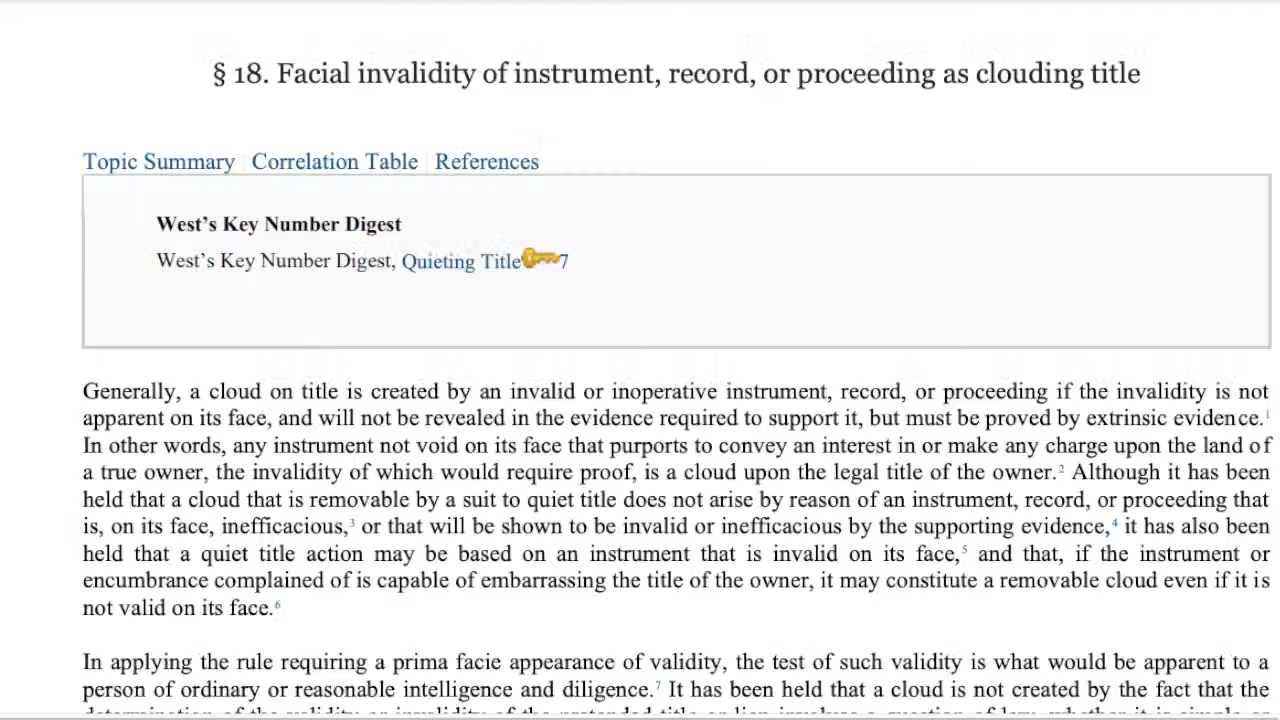 § 18. Facial invalidity of instrument, record, or proceeding as clouding title
Topic Summary Correlation Table References
West’s Key Number Digest
West’s Key Number Digest, Quieting Title 7
Generally, a cloud on title is created by an invalid or inoperative instrument, record, or proceeding if the invalidity is not
apparent on its face, and will not be revealed in the evidence required to support it, but must be proved by extrinsic evidence.1
In other words, any instrument not void on its face that purports to convey an interest in or make any charge upon the land of
a true owner, the invalidity of which would require proof, is a cloud upon the legal title of the owner.2 Although it has been
held that a cloud that is removable by a suit to quiet title does not arise by reason of an instrument, record, or proceeding that
is, on its face, inefficacious,3 or that will be shown to be invalid or inefficacious by the supporting evidence,4 it has also been
held that a quiet title action may be based on an instrument that is invalid on its face,5 and that, if the instrument or
encumbrance complained of is capable of embarrassing the title of the owner, it may constitute a removable cloud even if it is
not valid on its face.6
In applying the rule requiring a prima facie appearance of validity, the test of such validity is what would be apparent to a
person of ordinary or reasonable intelligence and diligence.7 It has been held that a cloud is not created by the fact that the